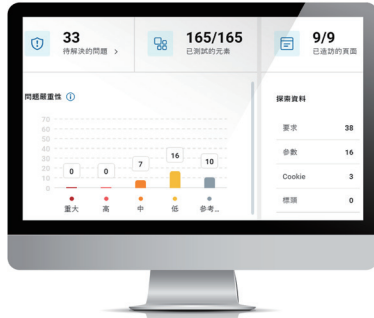 33
待解決的問題 >
165/165
已測試的元素
9/9
已造訪的頁面
問題嚴重性
70
60
50
40
30
20
10
0
0
0
7
16
10
重大
高
中
低
參考...
探索資料
要求 38
參數 16
Cookie 3
標頭 0